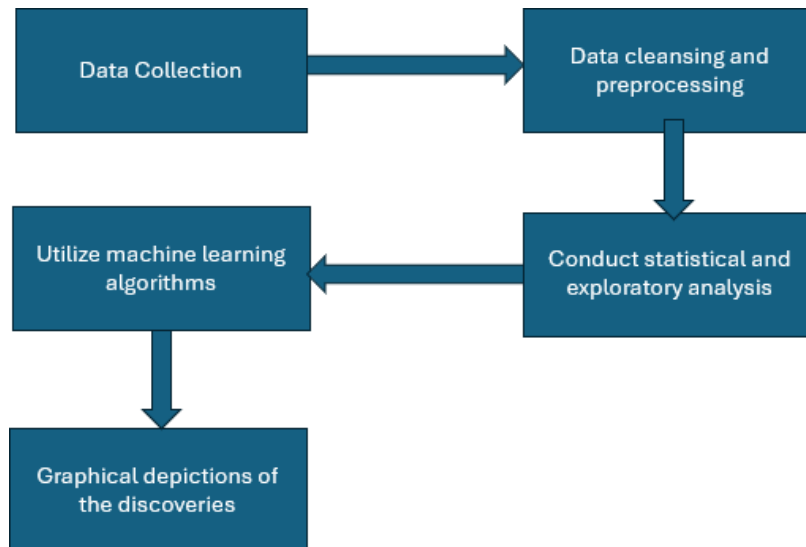 Data Collection
Data cleansing and
preprocessing
Conduct statistical and
exploratory analysis
Utilize machine learning
algorithms
Graphical depictions of
the discoveries